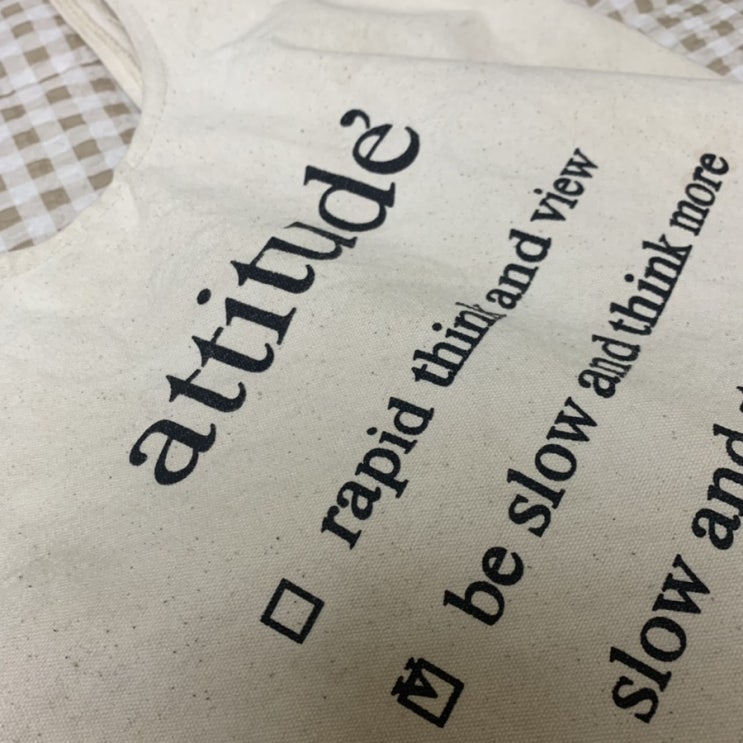 attitude’
☐ rapid think and view
☑ be slow and think more
slow and